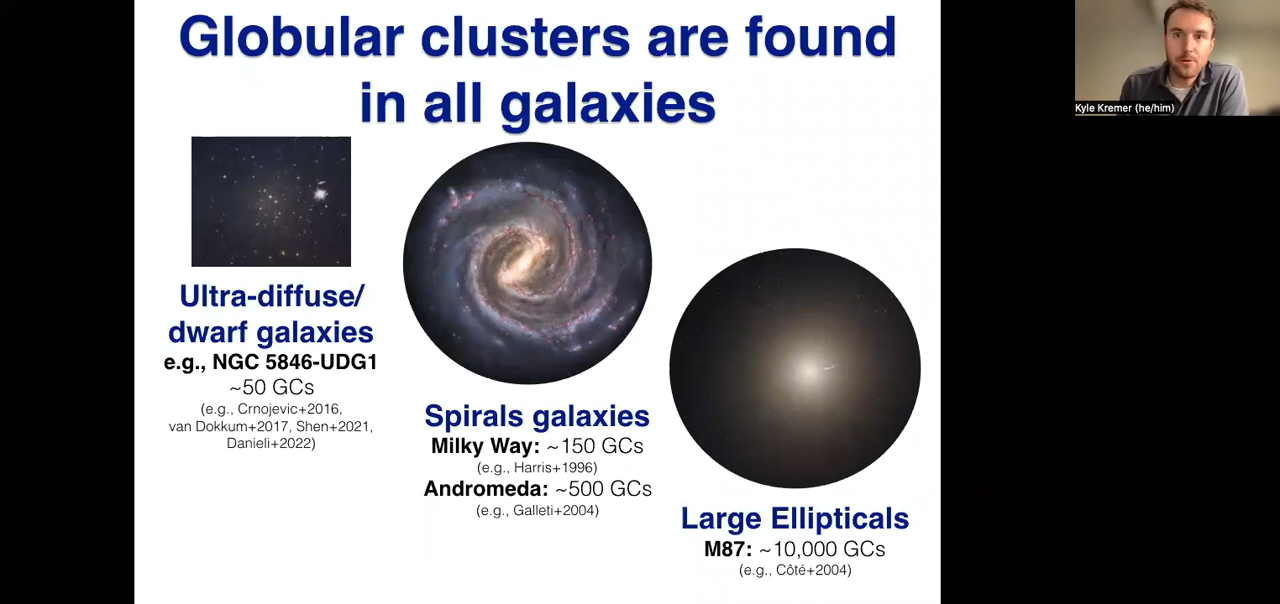 Globular clusters are found
in all galaxies
Kyle Kremer (he/him)
Ultra-diffuse/
dwarf galaxies
e.g., NGC 5846-UDG1
~50 GCs
(e.g., Crnojevic+2016,
van Dokkum+2017, Shen+2021,
Danieli+2022)
Spirals galaxies
Milky Way: ~150 GCs
(e.g., Harris+1996)
Andromeda: ~500 GCs
(e.g., Galleti+2004)
Large Ellipticals
M87: ~10,000 GCs
(e.g., Côté+2004)